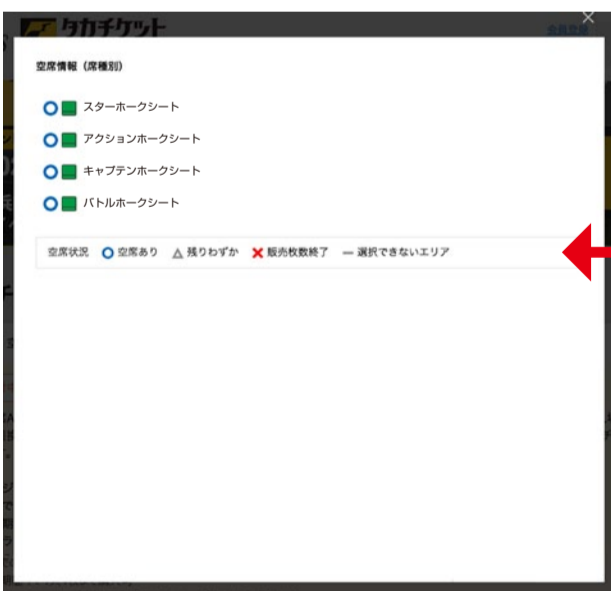 タカチケット
会員登録
×
空席情報（席種別）
スターホークシート
アクションホークシート
キャプテンホークシート
バトルホークシート
空席状況 ○ 空席あり △ 残りわずか ✕ 販売枚数終了 － 選択できないエリア